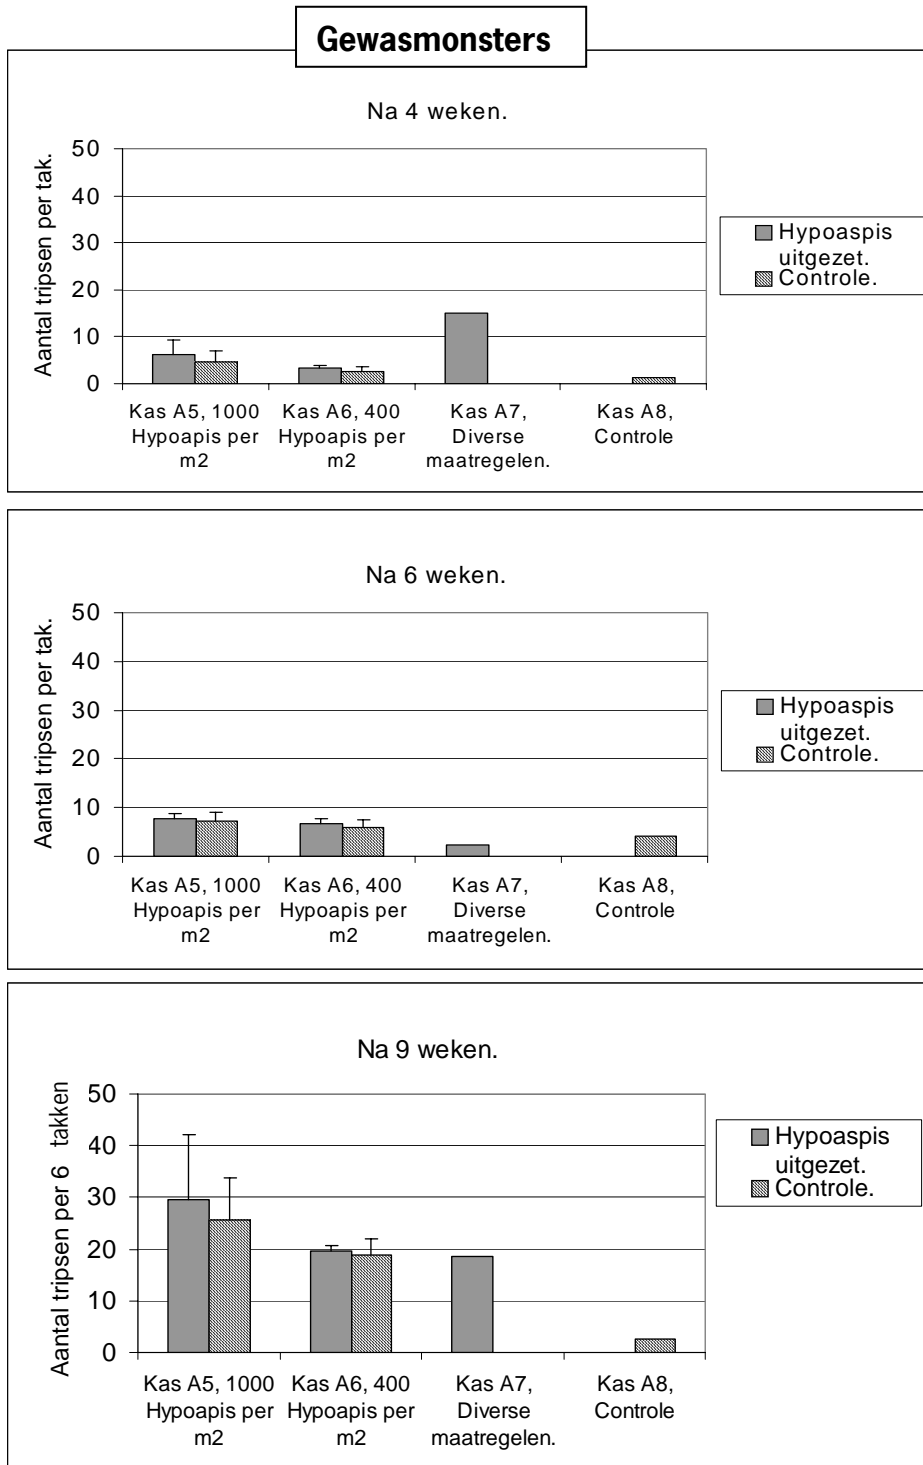 Gewasmonsters
Na 4 weken.
Aantal tripsen per tak.
50
40
30
20
10
0
Kas A5, 1000
Hypoapis per
m2
Kas A6, 400
Hypoapis per
m2
Kas A7,
Diverse
maatregelen.
Kas A8,
Controle
Hypoaspis
uitgezet.
Controle.
Na 6 weken.
Aantal tripsen per tak.
50
40
30
20
10
0
Kas A5, 1000
Hypoapis per
m2
Kas A6, 400
Hypoapis per
m2
Kas A7,
Diverse
maatregelen.
Kas A8,
Controle
Hypoaspis
uitgezet.
Controle.
Na 9 weken.
Aantal tripsen per 6 takken
50
40
30
20
10
0
Kas A5, 1000
Hypoapis per
m2
Kas A6, 400
Hypoapis per
m2
Kas A7,
Diverse
maatregelen.
Kas A8,
Controle
Hypoaspis
uitgezet.
Controle.